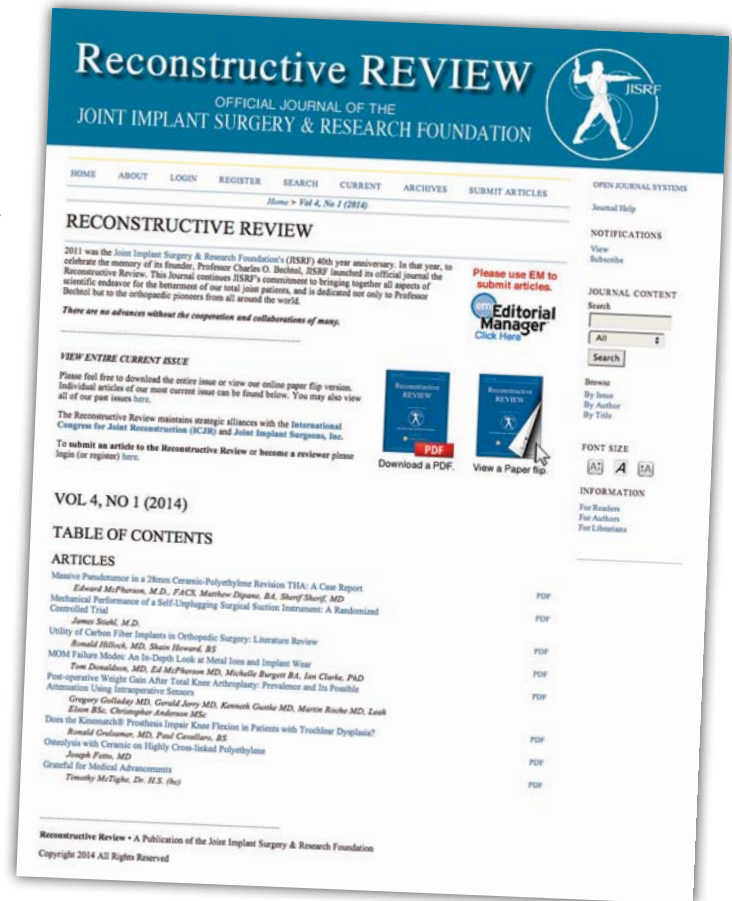 Reconstructive REVIEW
OFFICIAL JOURNAL OF THE
JOINT IMPLANT SURGERY & RESEARCH FOUNDATION
JISRF
HOME ABOUT LOGIN REGISTER SEARCH CURRENT ARCHIVES SUBMIT ARTICLES
Home > Vol 4, No 1 (2014)
RECONSTRUCTIVE REVIEW
2011 was the Joint Implant Surgery & Research Foundation's (JISRF) 40th year anniversary. In that year, to
celebrate the memory of its founder, Professor Charles O. Bechtol, JISRF launched its official journal the
Reconstructive Review. This Journal continues JISRF's commitment to bringing together all aspects of
scientific endeavor for the betterment of our total joint patients, and is dedicated not only to Professor
Bechtol but to the orthopaedic pioneers from all around the world.
There are no advances without the cooperation and collaborations of many.
Please use EM to
submit articles.
em Editorial
Manager
Click Here
VIEW ENTIRE CURRENT ISSUE
Please feel free to download the entire issue or view our online paper flip version.
Individual articles of our most current issue can be found below. You may also view
all of our past issues here.
The Reconstructive Review maintains strategic alliances with the International
Congress for Joint Reconstruction (ICJR) and Joint Implant Surgeons, Inc.
To submit an article to the Reconstructive Review or become a reviewer please
login (or register) here.
Reconstructive
REVIEW
PDF
Download a PDF.
Reconstructive
REVIEW
View a Paper flip.
VOL 4, NO 1 (2014)
TABLE OF CONTENTS
ARTICLES
Massive Pseudotumor in a 28mm Ceramic-Polyethylene Revision THA: A Case Report
Edward McPherson, M.D., FACS, Matthew Dipane, BA, Sherif Sherif, MD PDF
Mechanical Performance of a Self-Unplugging Surgical Suction Instrument: A Randomized
Controlled Trial PDF
James Stiehl, M.D.
Utility of Carbon Fiber Implants in Orthopedic Surgery: Literature Review
Ronald Hillock, MD, Shain Howard, BS PDF
MOM Failure Modes: An In-Depth Look at Metal Ions and Implant Wear
Tom Donaldson, MD, Ed McPherson MD, Michelle Burgett BA, Ian Clarke, PhD PDF
Post-operative Weight Gain After Total Knee Arthroplasty: Prevalence and Its Possible
Attenuation Using Intraoperative Sensors PDF
Gregory Golladay MD, Gerald Jerry MD, Kenneth Gustke MD, Martin Roche MD, Leah
Elson BSc, Christopher Anderson MSc
Does the Kinematch® Prosthesis Impair Knee Flexion in Patients with Trochlear Dysplasia?
Ronald Grelsamer, MD, Paul Cavallaro, BS PDF
Osteolysis with Ceramic on Highly Cross-linked Polyethylene
Joseph Fetto, MD PDF
Grateful for Medical Advancements
Timothy McTighe, Dr. H.S. (hc) PDF
Reconstructive Review • A Publication of the Joint Implant Surgery & Research Foundation
Copyright 2014 All Rights Reserved
OPEN JOURNAL SYSTEMS
Journal Help
NOTIFICATIONS
View
Subscribe
JOURNAL CONTENT
Search
All
Search
Browse
By Issue
By Author
By Title
FONT SIZE
A A A
INFORMATION
For Readers
For Authors
For Librarians